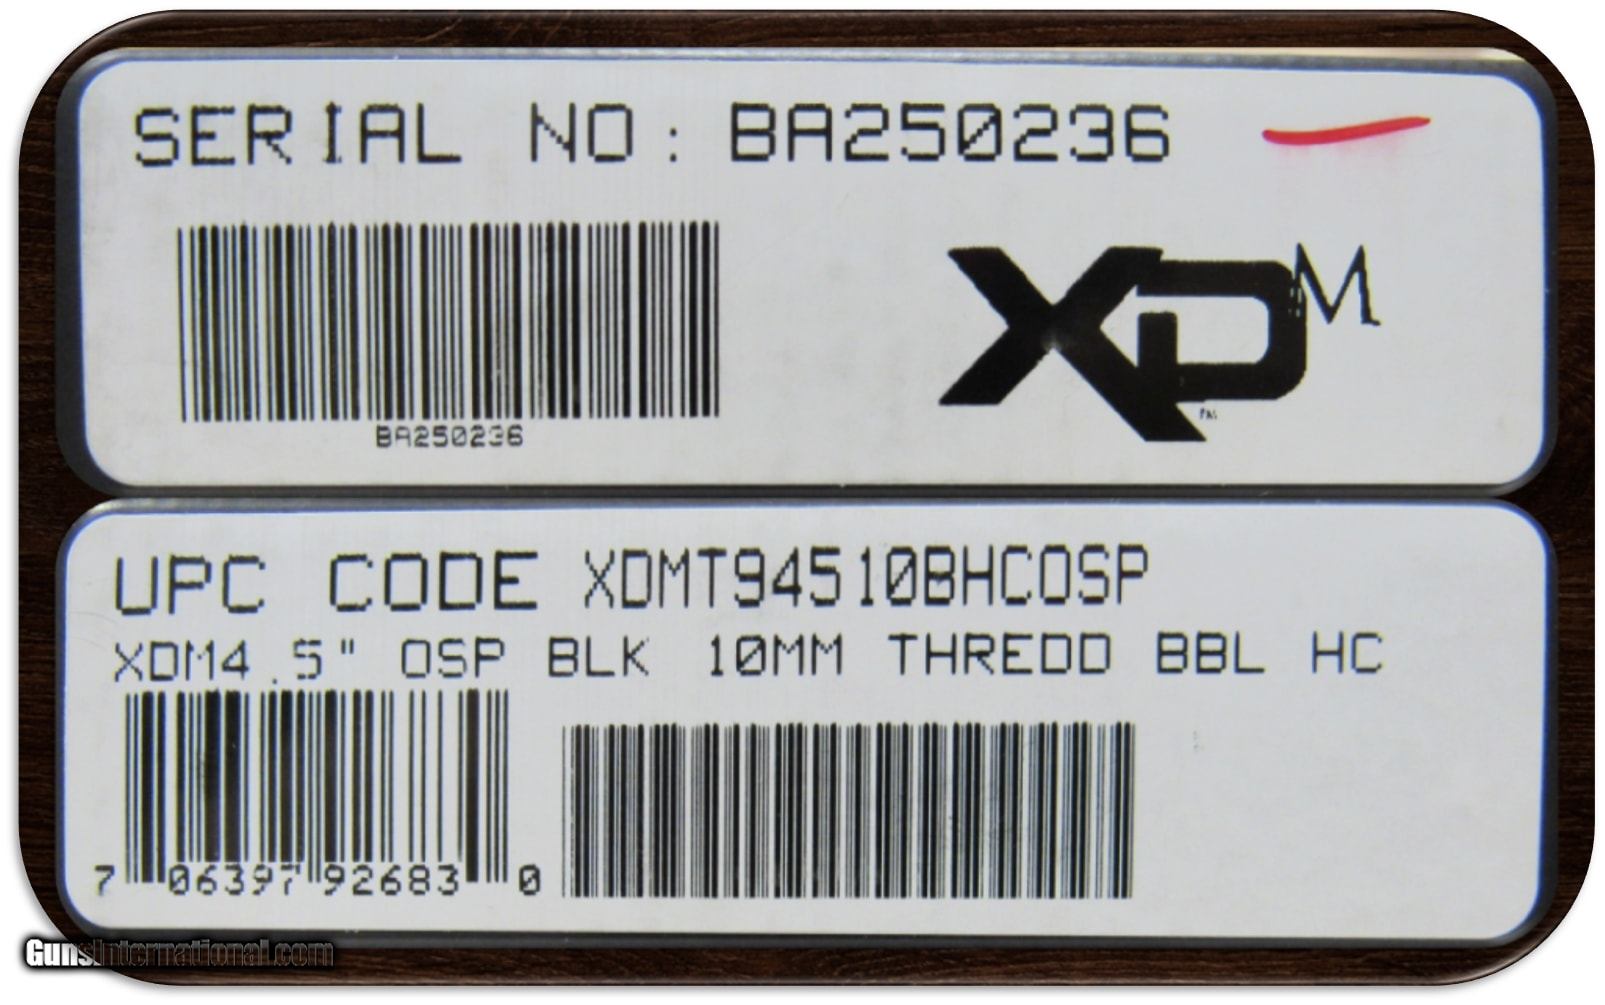 SERIAL NO: BA250236
BA250236
XDM
UPC CODE XDMT94510BHCOSP
XDM4.5" OSP BLK 10MM THREDD BBL HC
7 06397 92683 0
GunsInternational.com